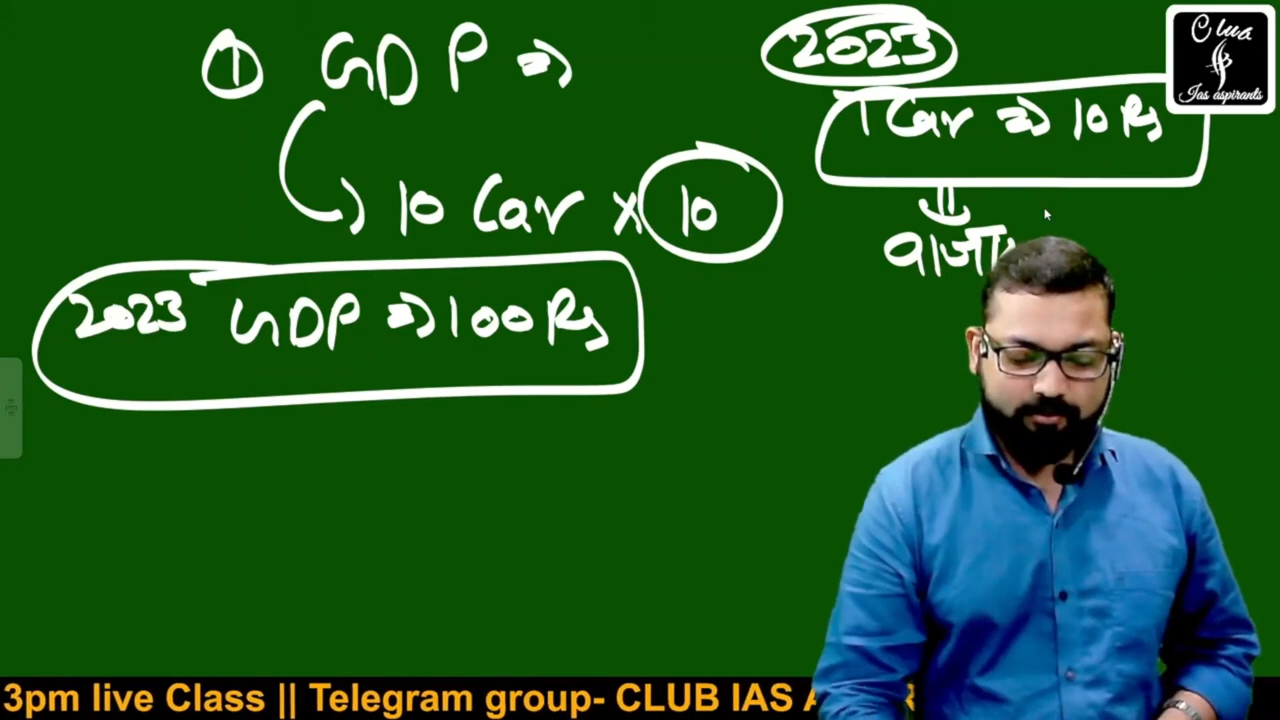 ① GDP ⇒
2023
1 Car ⇒ 10 Rs
10 Car × 10
2023 GDP ⇒ 100 Rs
Club
Ias aspirants
3pm live Class || Telegram group- CLUB IAS A